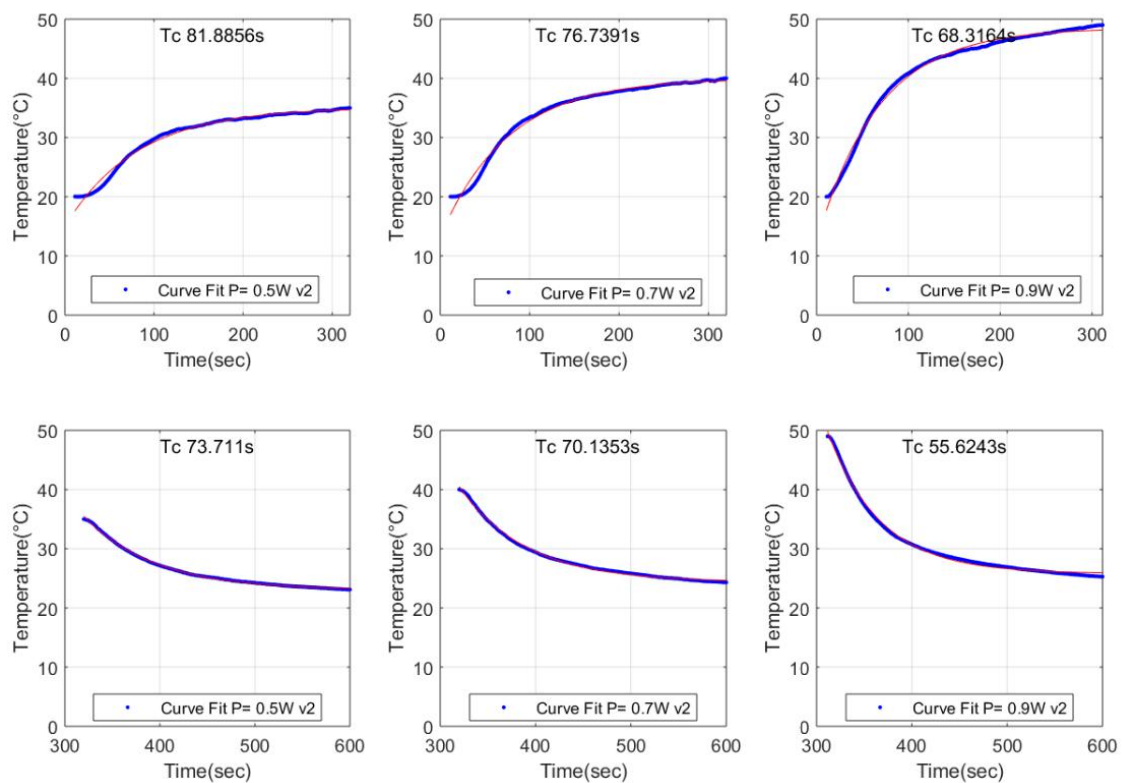 Tc 81.8856s
Temperature(°C)
50
40
30
20
10
0
0 100 200 300
Time(sec)
Curve Fit P= 0.5W v2
Tc 76.7391s
Temperature(°C)
50
40
30
20
10
0
0 100 200 300
Time(sec)
Curve Fit P= 0.7W v2
Tc 68.3164s
Temperature(°C)
50
40
30
20
10
0
0 100 200 300
Time(sec)
Curve Fit P= 0.9W v2
Tc 73.711s
Temperature(°C)
50
40
30
20
10
0
300 400 500 600
Time(sec)
Curve Fit P= 0.5W v2
Tc 70.1353s
Temperature(°C)
50
40
30
20
10
0
300 400 500 600
Time(sec)
Curve Fit P= 0.7W v2
Tc 55.6243s
Temperature(°C)
50
40
30
20
10
0
300 400 500 600
Time(sec)
Curve Fit P= 0.9W v2